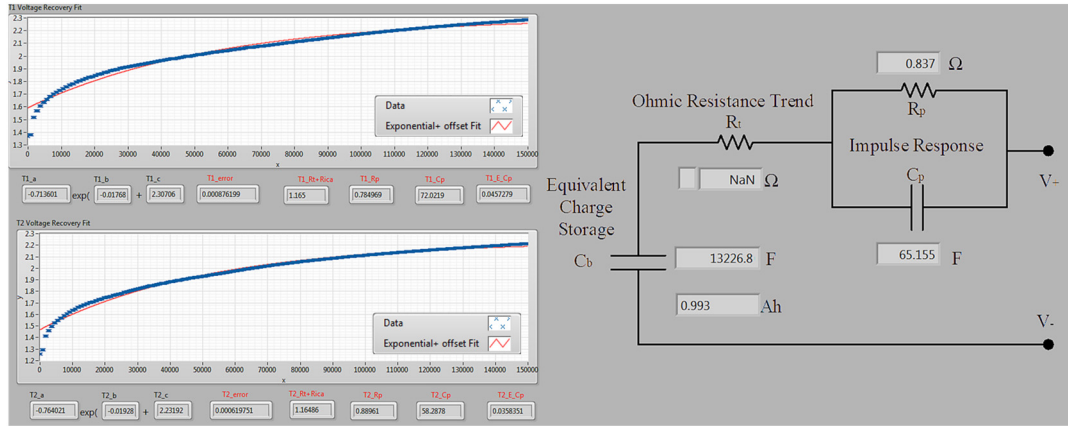 T1 Voltage Recovery Fit
2.3
2.2
2.1
2
1.9
1.8
1.7
1.6
1.5
1.4
1.3
0 10000 20000 30000 40000 50000 60000 70000 80000 90000 100000 110000 120000 130000 140000 150000
x
Data
Exponential+ offset Fit
T1_a T1_b T1_c T1_error T1_Rt+Rica T1_Rp T1_Cp T1_E_Cp
-0.713601 exp( -0.01768 + 2.30706 0.000876199 1.165 0.784969 72.0219 0.0457279
T2 Voltage Recovery Fit
2.3
2.2
2.1
2
1.9
1.8
1.7
1.6
1.5
1.4
1.3
1.2
y
0 10000 20000 30000 40000 50000 60000 70000 80000 90000 100000 110000 120000 130000 140000 150000
x
Data
Exponential+ offset Fit
T2_a T2_b T2_c T2_error T2_Rt+Rica T2_Rp T2_Cp T2_E_Cp
-0.764021 exp( -0.01928 + 2.23192 0.000619751 1.16486 0.88961 58.2878 0.0358351
0.837 Ω
Rp
Ohmic Resistance Trend
Rt
NaN Ω
Impulse Response
Cp
65.155 F
Equivalent
Charge
Storage
Cb
13226.8 F
0.993 Ah
V+
V-